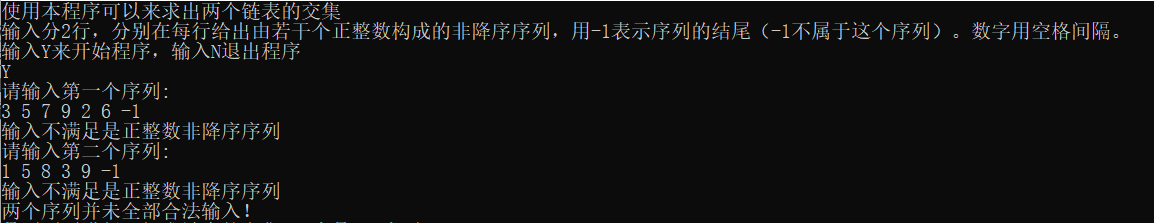 使用本程序可以来求出两个链表的交集
输入分2行，分别在每行给出由若干个正整数构成的非降序序列，用-1表示序列的结尾（-1不属于这个序列）。数字用空格间隔。
输入Y来开始程序，输入N退出程序
Y
请输入第一个序列:
3 5 7 9 2 6 -1
输入不满足是正整数非降序序列
请输入第二个序列:
1 5 8 3 9 -1
输入不满足是正整数非降序序列
两个序列并未全部合法输入！